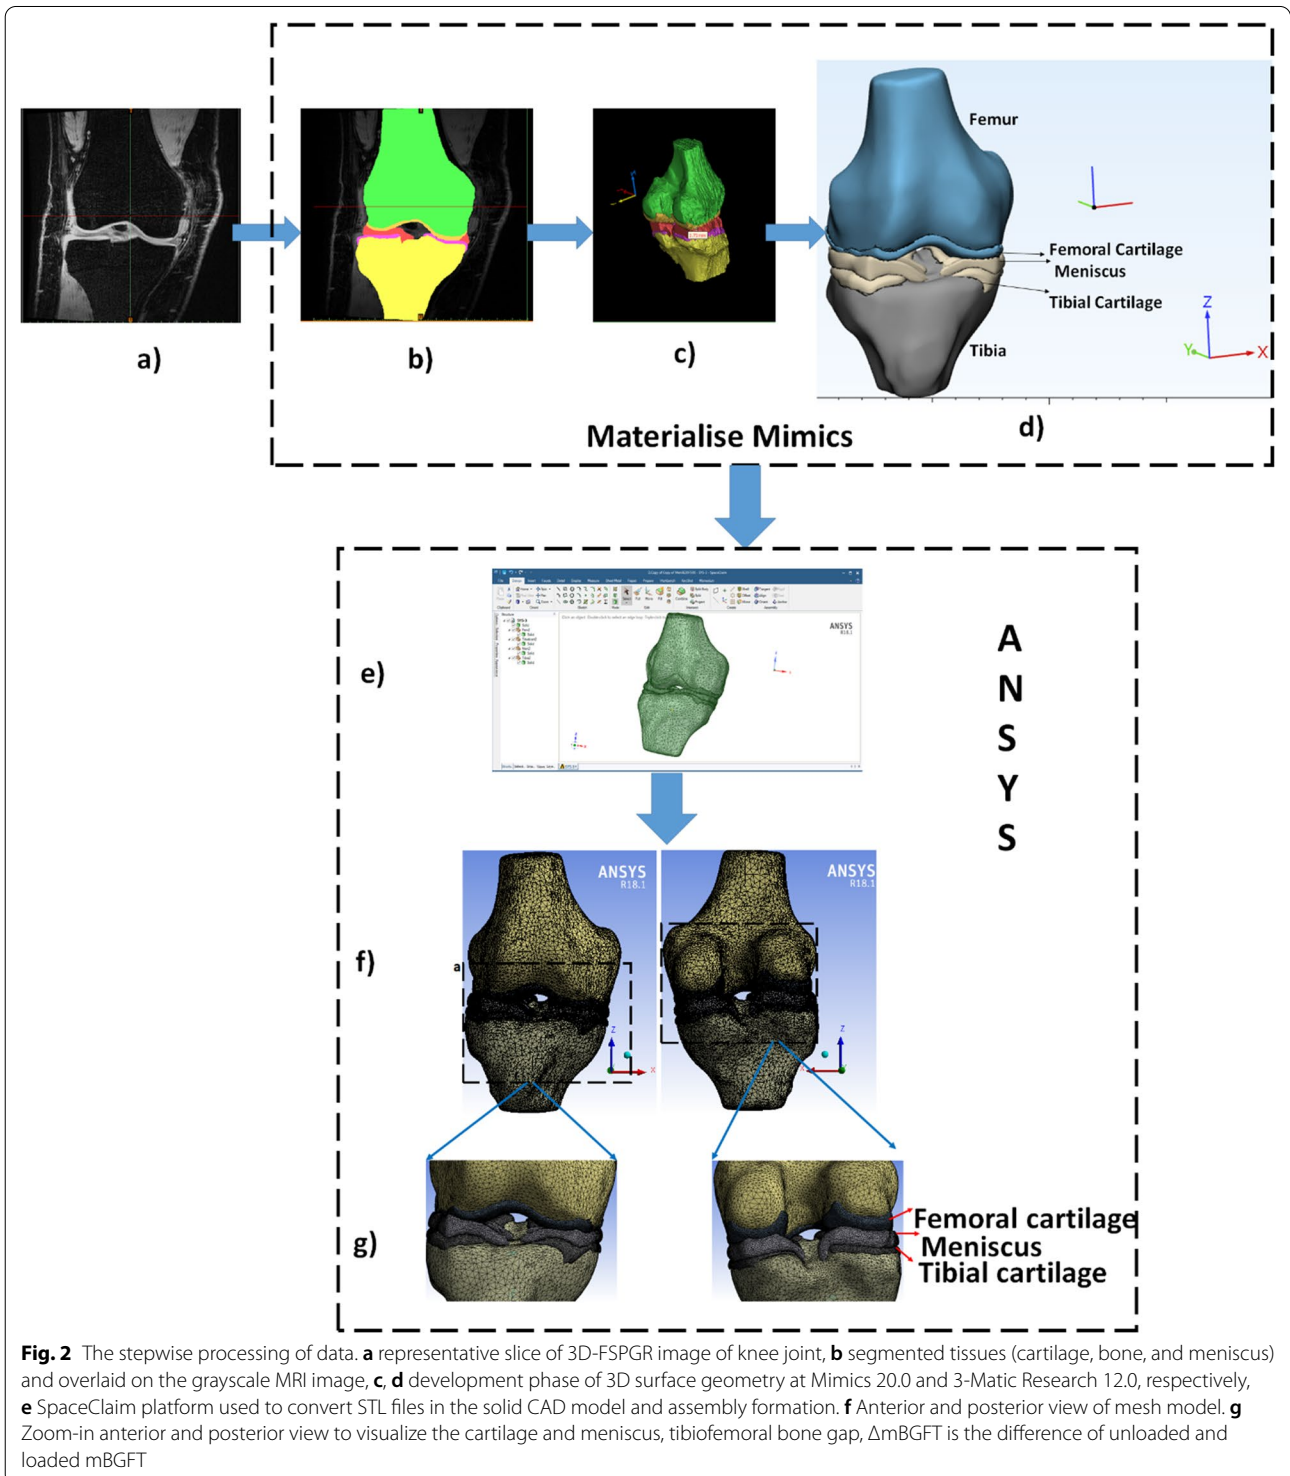 Femur
Femoral Cartilage
Meniscus
Tibial Cartilage
Tibia
Z
Y
X
a)
b)
c)
d)
Materialise Mimics
ANSYS
R18.1
e)
A
N
S
Y
S
ANSYS
R18.1
ANSYS
R18.1
f)
a
Z
X
Z
X
g)
Femoral cartilage
Meniscus
Tibial cartilage
Fig. 2 The stepwise processing of data. a representative slice of 3D-FSPGR image of knee joint, b segmented tissues (cartilage, bone, and meniscus)
and overlaid on the grayscale MRI image, c, d development phase of 3D surface geometry at Mimics 20.0 and 3-Matic Research 12.0, respectively,
e SpaceClaim platform used to convert STL files in the solid CAD model and assembly formation. f Anterior and posterior view of mesh model. g
Zoom-in anterior and posterior view to visualize the cartilage and meniscus, tibiofemoral bone gap, ΔmBGFT is the difference of unloaded and
loaded mBGFT